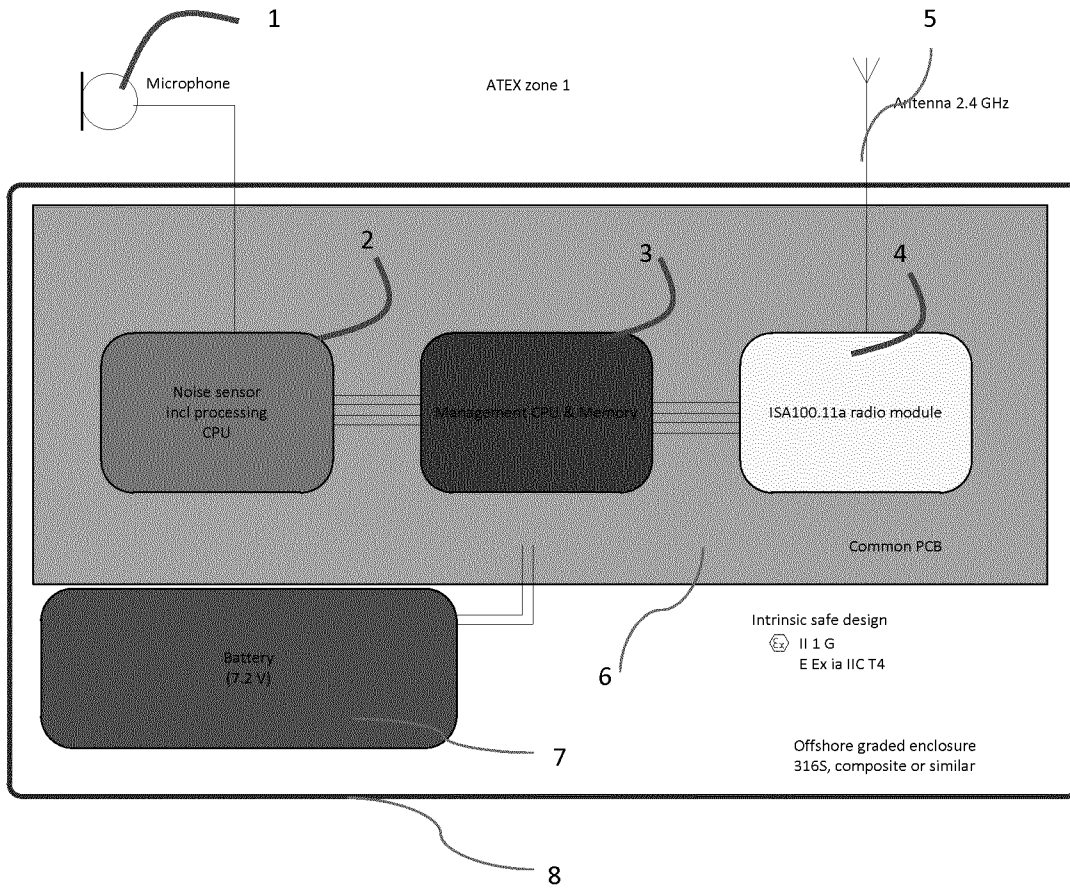 1
5
Microphone
ATEX zone 1
Antenna 2.4 GHz
2
3
4
Noise sensor
incl processing
CPU
Management CPU & Memory
ISA100.11a radio module
Common PCB
Intrinsic safe design
Ex II 1 G
E Ex ia IIC T4
Battery
(7.2 V)
6
7
Offshore graded enclosure
316S, composite or similar
8